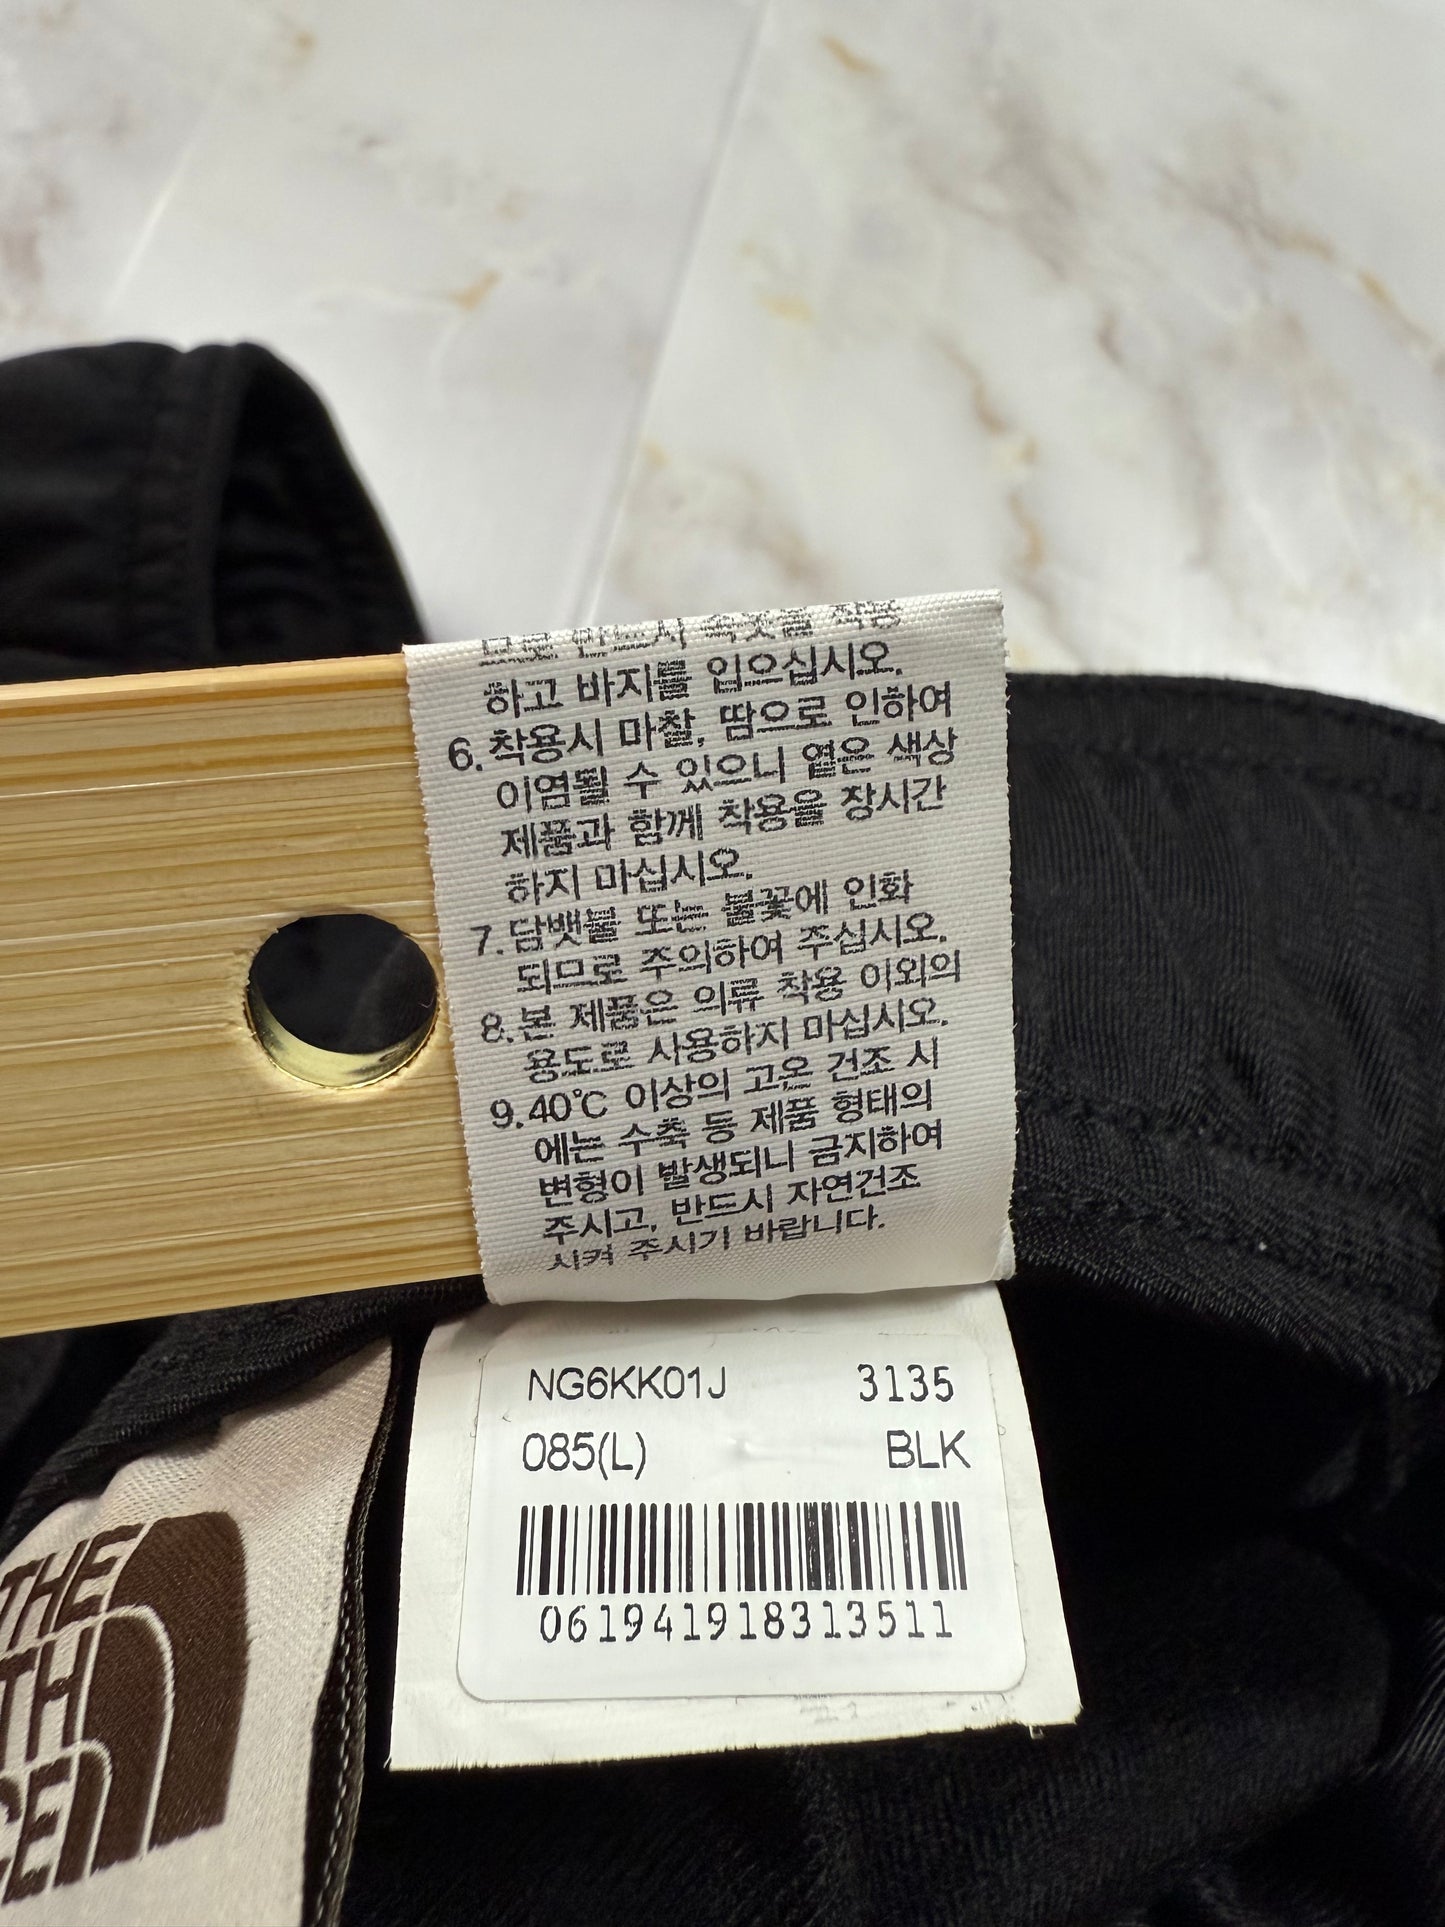 하고 바지를 입으십시오.
6.착용시 마찰, 땀으로 인하여
이염될 수 있으니 엷은 색상
제품과 함께 착용을 장시간
하지 마십시오.
7.담뱃불 또는 불꽃에 인화
되므로 주의하여 주십시오.
8.본 제품은 의류 착용 이외의
용도로 사용하지 마십시오.
9.40℃ 이상의 고온 건조 시
에는 수축 등 제품 형태의
변형이 발생되니 금지하여
주시고, 반드시 자연건조
시켜 주시기 바랍니다.
NG6KK01J 3135
085(L) BLK
061941918313511
THE
TH
CE